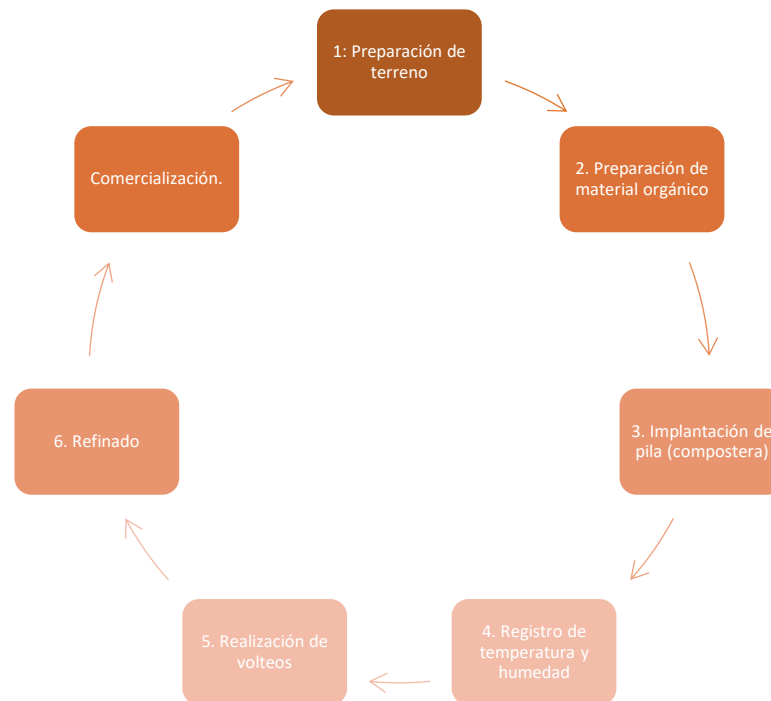 1: Preparación de
terreno
2. Preparación de
material orgánico
3. Implantación de
pila (compostera)
4. Registro de
temperatura y
humedad
5. Realización de
volteos
6. Refinado
Comercialización.